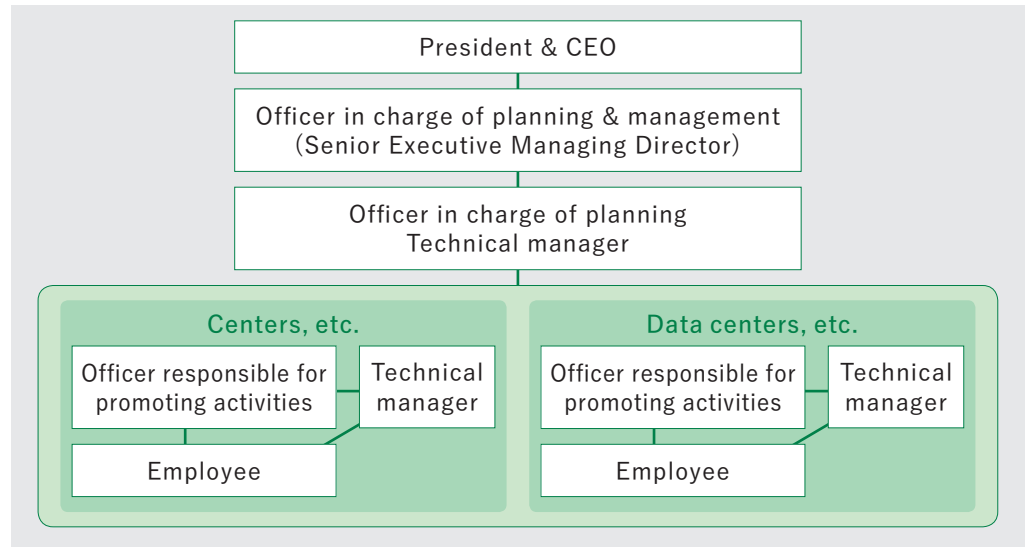 President & CEO
Officer in charge of planning & management
(Senior Executive Managing Director)
Officer in charge of planning
Technical manager
Centers, etc.
Officer responsible for
promoting activities
Technical
manager
Employee
Data centers, etc.
Officer responsible for
promoting activities
Technical
manager
Employee